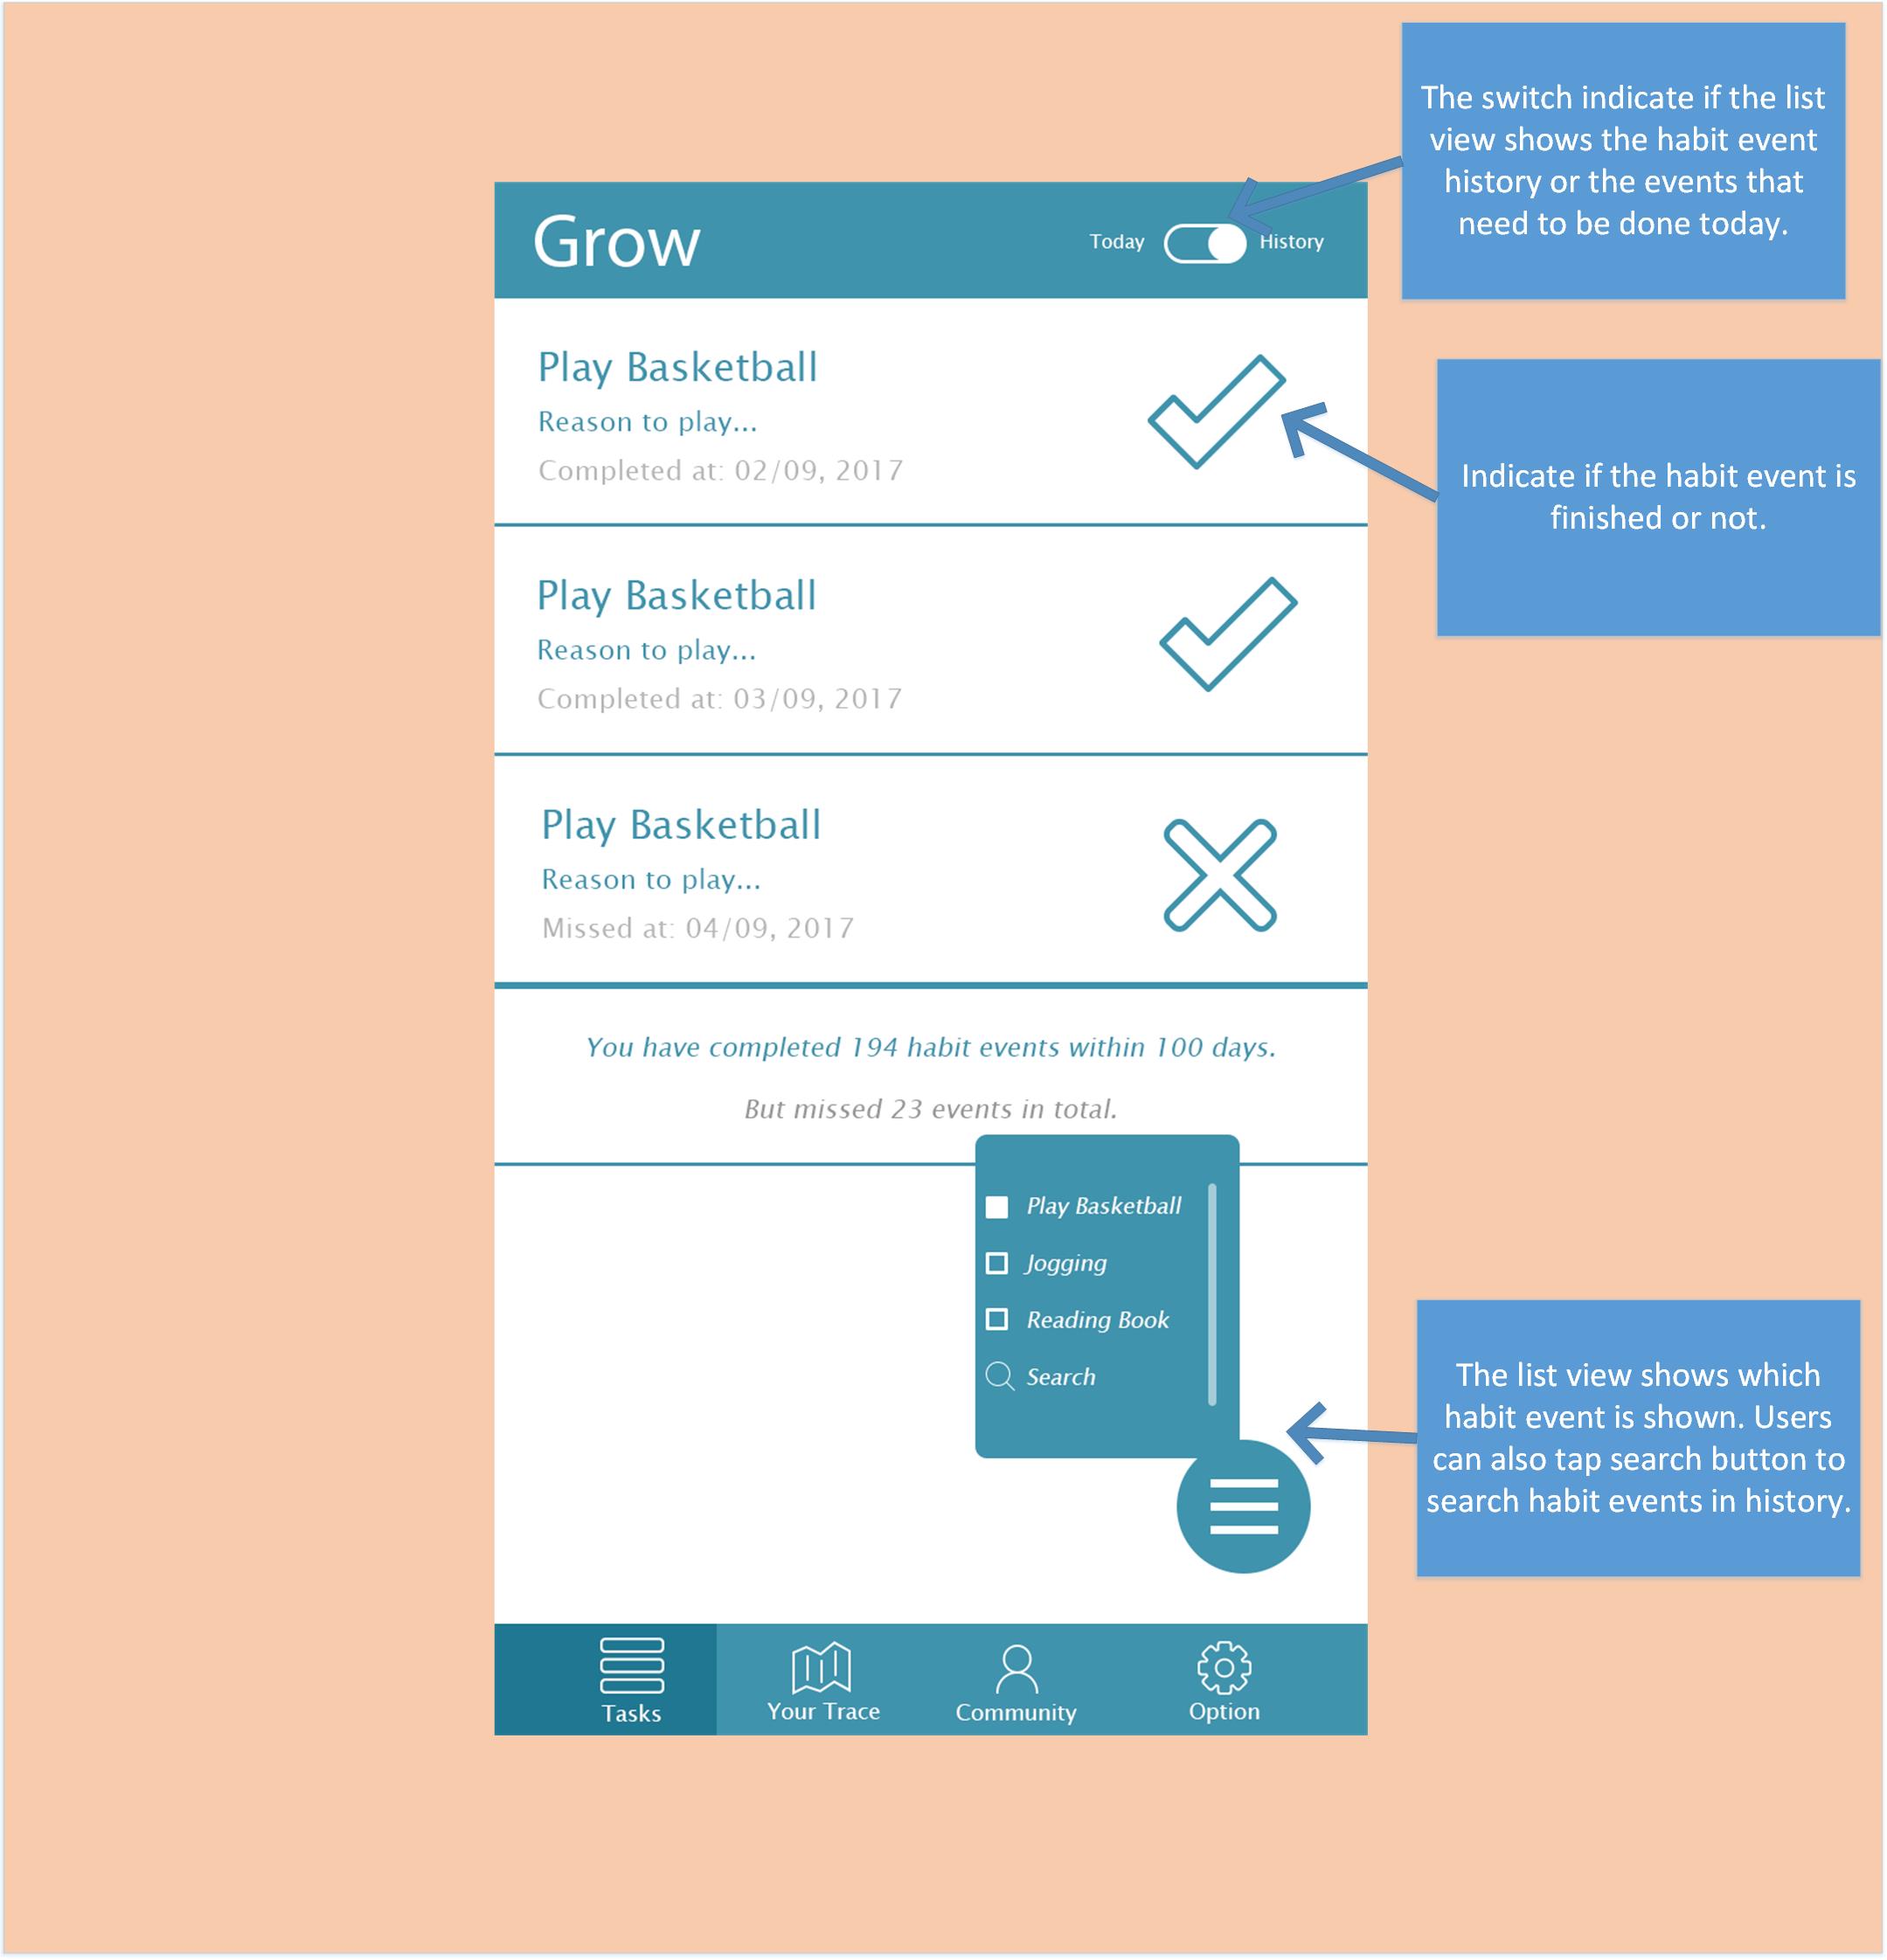 The switch indicate if the list
view shows the habit event
history or the events that
need to be done today.
Grow
Today
History
Play Basketball
Reason to play...
Completed at: 02/09, 2017
Indicate if the habit event is
finished or not.
Play Basketball
Reason to play...
Completed at: 03/09, 2017
Play Basketball
Reason to play...
Missed at: 04/09, 2017
You have completed 194 habit events within 100 days.
But missed 23 events in total.
Play Basketball
Jogging
Reading Book
Search
The list view shows which
habit event is shown. Users
can also tap search button to
search habit events in history.
Tasks
Your Trace
Community
Option